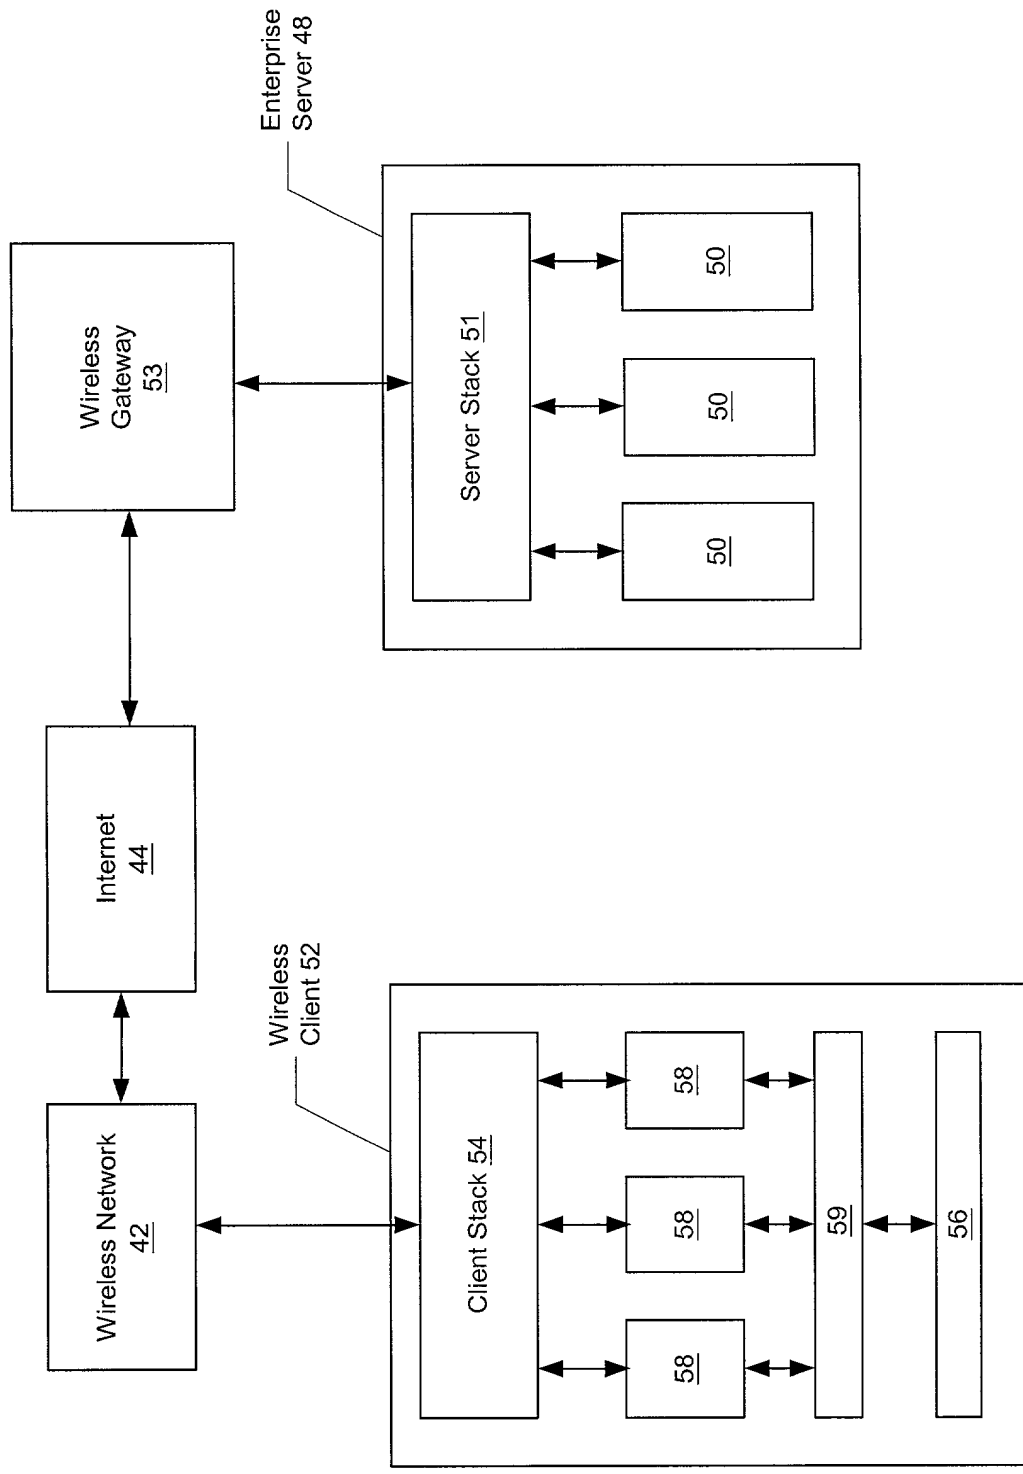 Wireless Network
42
Internet
44
Wireless
Gateway
53
Wireless
Client 52
Client Stack 54
58
58
58
59
56
Enterprise
Server 48
Server Stack 51
50
50
50